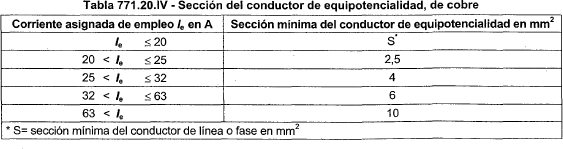 Tabla 771.20.IV - Sección del conductor de equipotencialidad, de cobre
Corriente asignada de empleo Ie en A Sección mínima del conductor de equipotencialidad en mm²
Ie ≤ 20 S*
20 < Ie ≤ 25 2,5
25 < Ie ≤ 32 4
32 < Ie ≤ 63 6
63 < Ie 10
* S= sección mínima del conductor de línea o fase en mm²